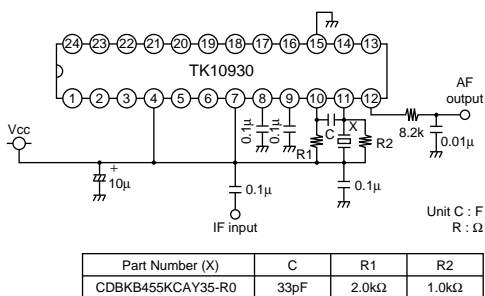 24 23 22 21 20 19 18 17 16 15 14 13
TK10930
1 2 3 4 5 6 7 8 9 10 11 12
AF
output
Vcc
+
10μ
0.1μ
0.1μ
C
X
R1
R2
8.2k
0.01μ
0.1μ
0.1μ
IF input
Unit C : F
R : Ω
Part Number (X) C R1 R2
CDBKB455KCAY35-R0 33pF 2.0kΩ 1.0kΩ